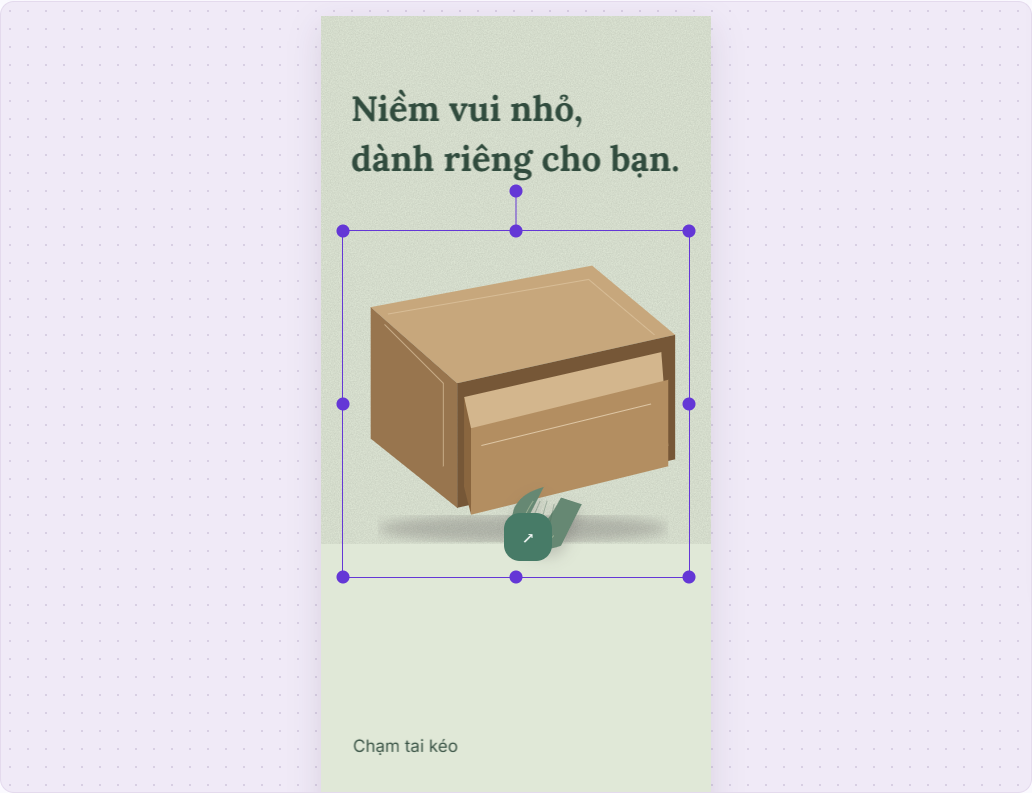 Niềm vui nhỏ,
dành riêng cho bạn.
Chạm tai kéo